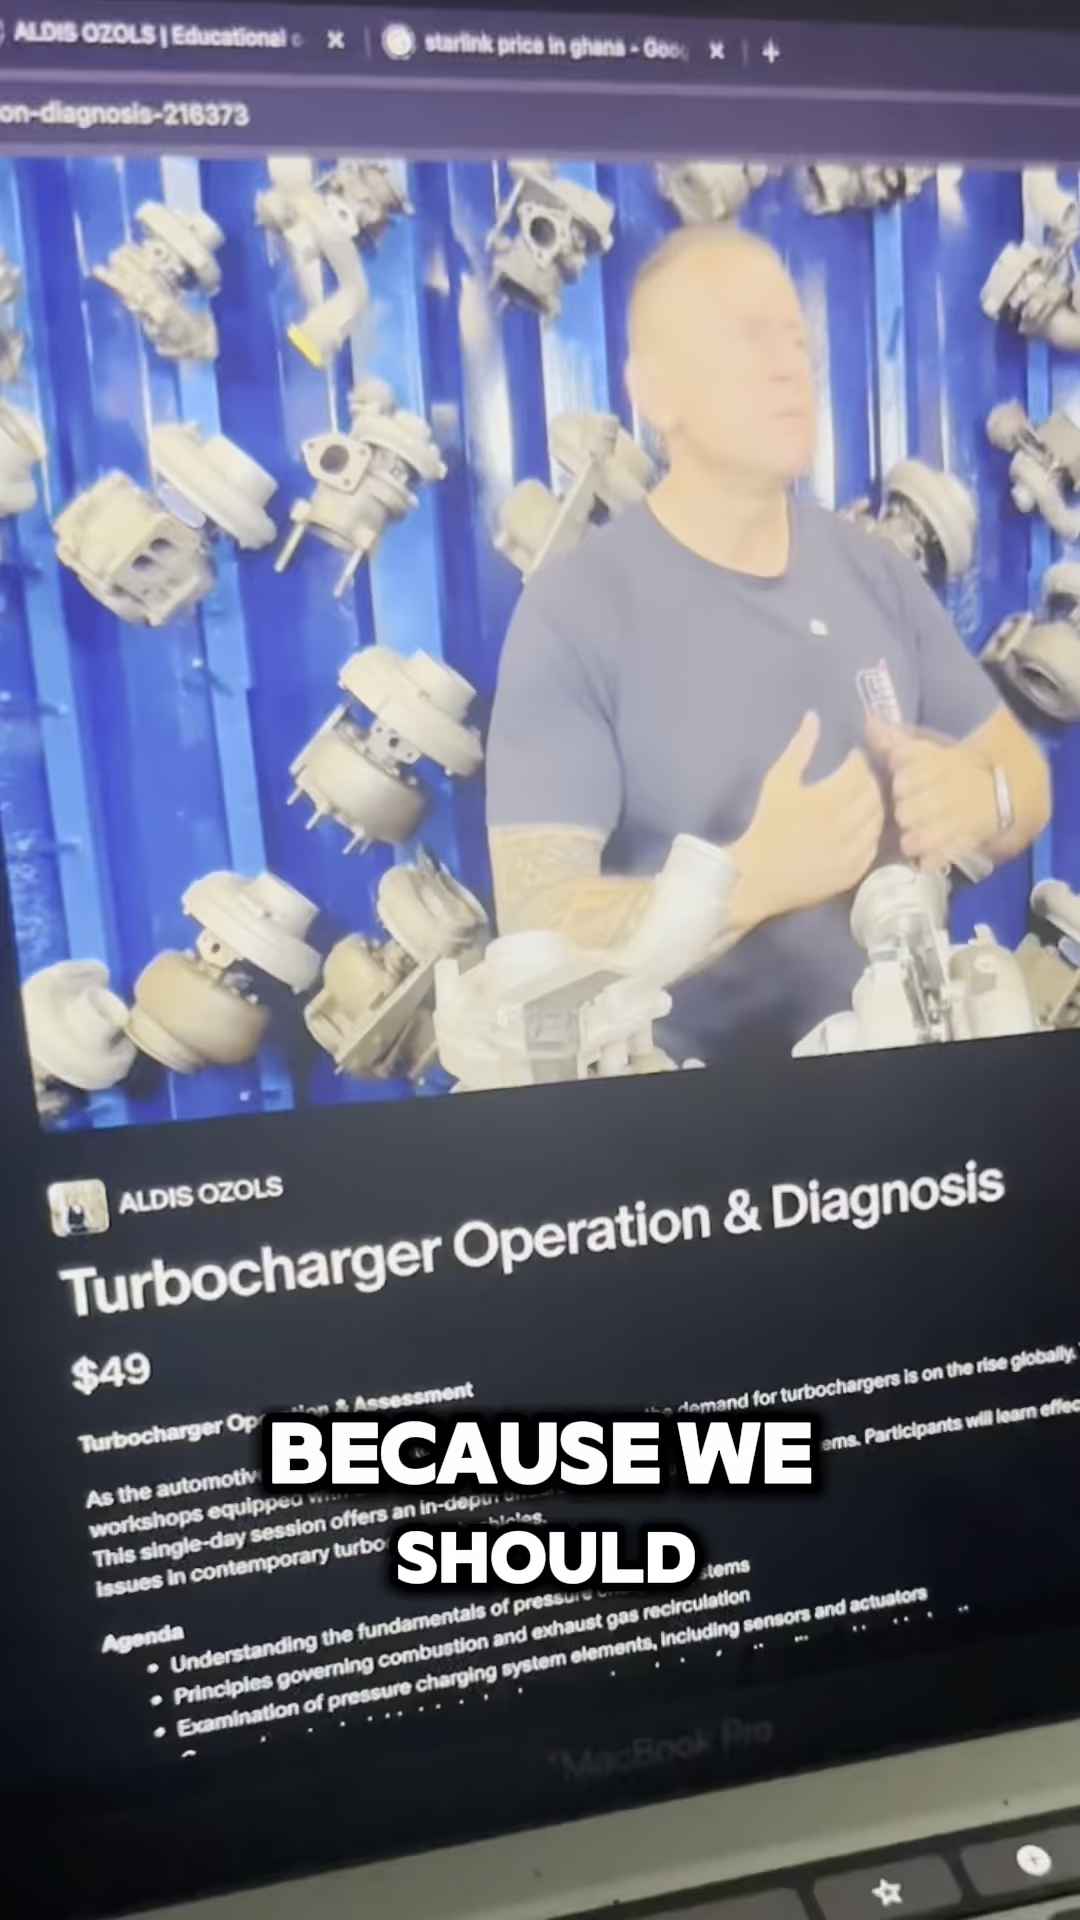 ALDIS OZOLS | Educational
starlink price in ghana - Goo
on-diagnosis-216373
ALDIS OZOLS
Turbocharger Operation & Diagnosis
$49
Turbocharger & Assessment
demand for turbochargers is on the rise globally.
As the automotiv
ems. Participants will learn effec
workshops equipped
This single-day session offers an in-depth
issues in contemporary turbo
BECAUSE WE
SHOULD
Agenda
• Understanding the fundamentals of pressure stems
• Principles governing combustion and exhaust gas recirculation
• Examination of pressure charging system elements, including sensors and actuators
MacBook Pro